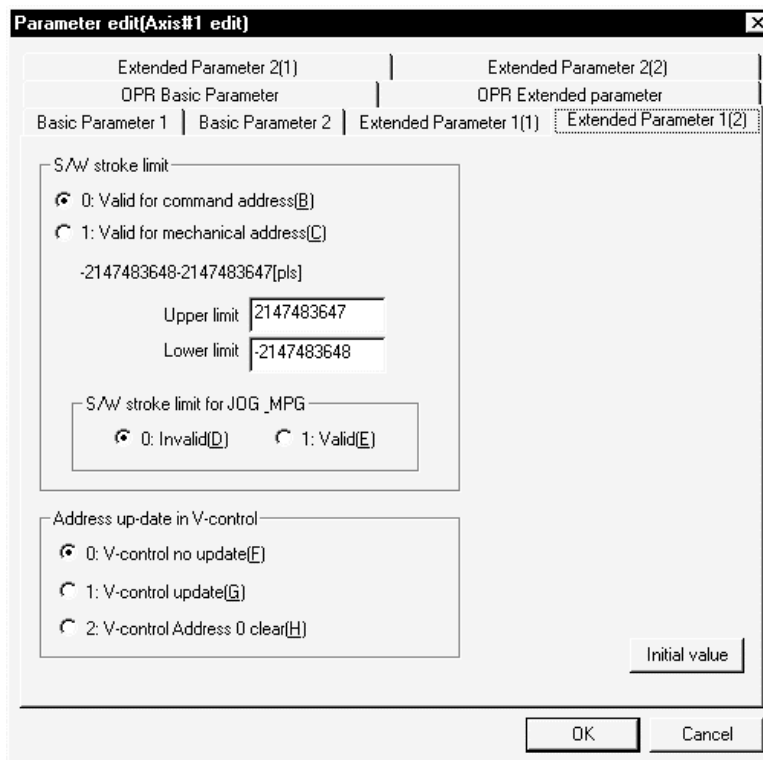 Parameter edit(Axis#1 edit)
Extended Parameter 2(1) Extended Parameter 2(2)
OPR Basic Parameter OPR Extended parameter
Basic Parameter 1 Basic Parameter 2 Extended Parameter 1(1) Extended Parameter 1(2)
S/W stroke limit
0: Valid for command address(B)
1: Valid for mechanical address(C)
-2147483648-2147483647[pls]
Upper limit 2147483647
Lower limit -2147483648
S/W stroke limit for JOG_MPG
0: Invalid(D) 1: Valid(E)
Address up-date in V-control
0: V-control no update(F)
1: V-control update(G)
2: V-control Address 0 clear(H)
Initial value
OK Cancel